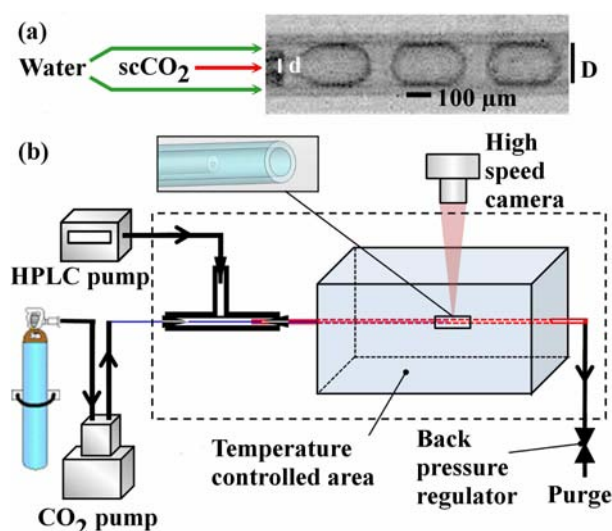 (a)
Water
scCO₂
d
D
100 µm
(b)
High
speed
camera
HPLC pump
Temperature
controlled area
Back
pressure
regulator
Purge
CO₂ pump